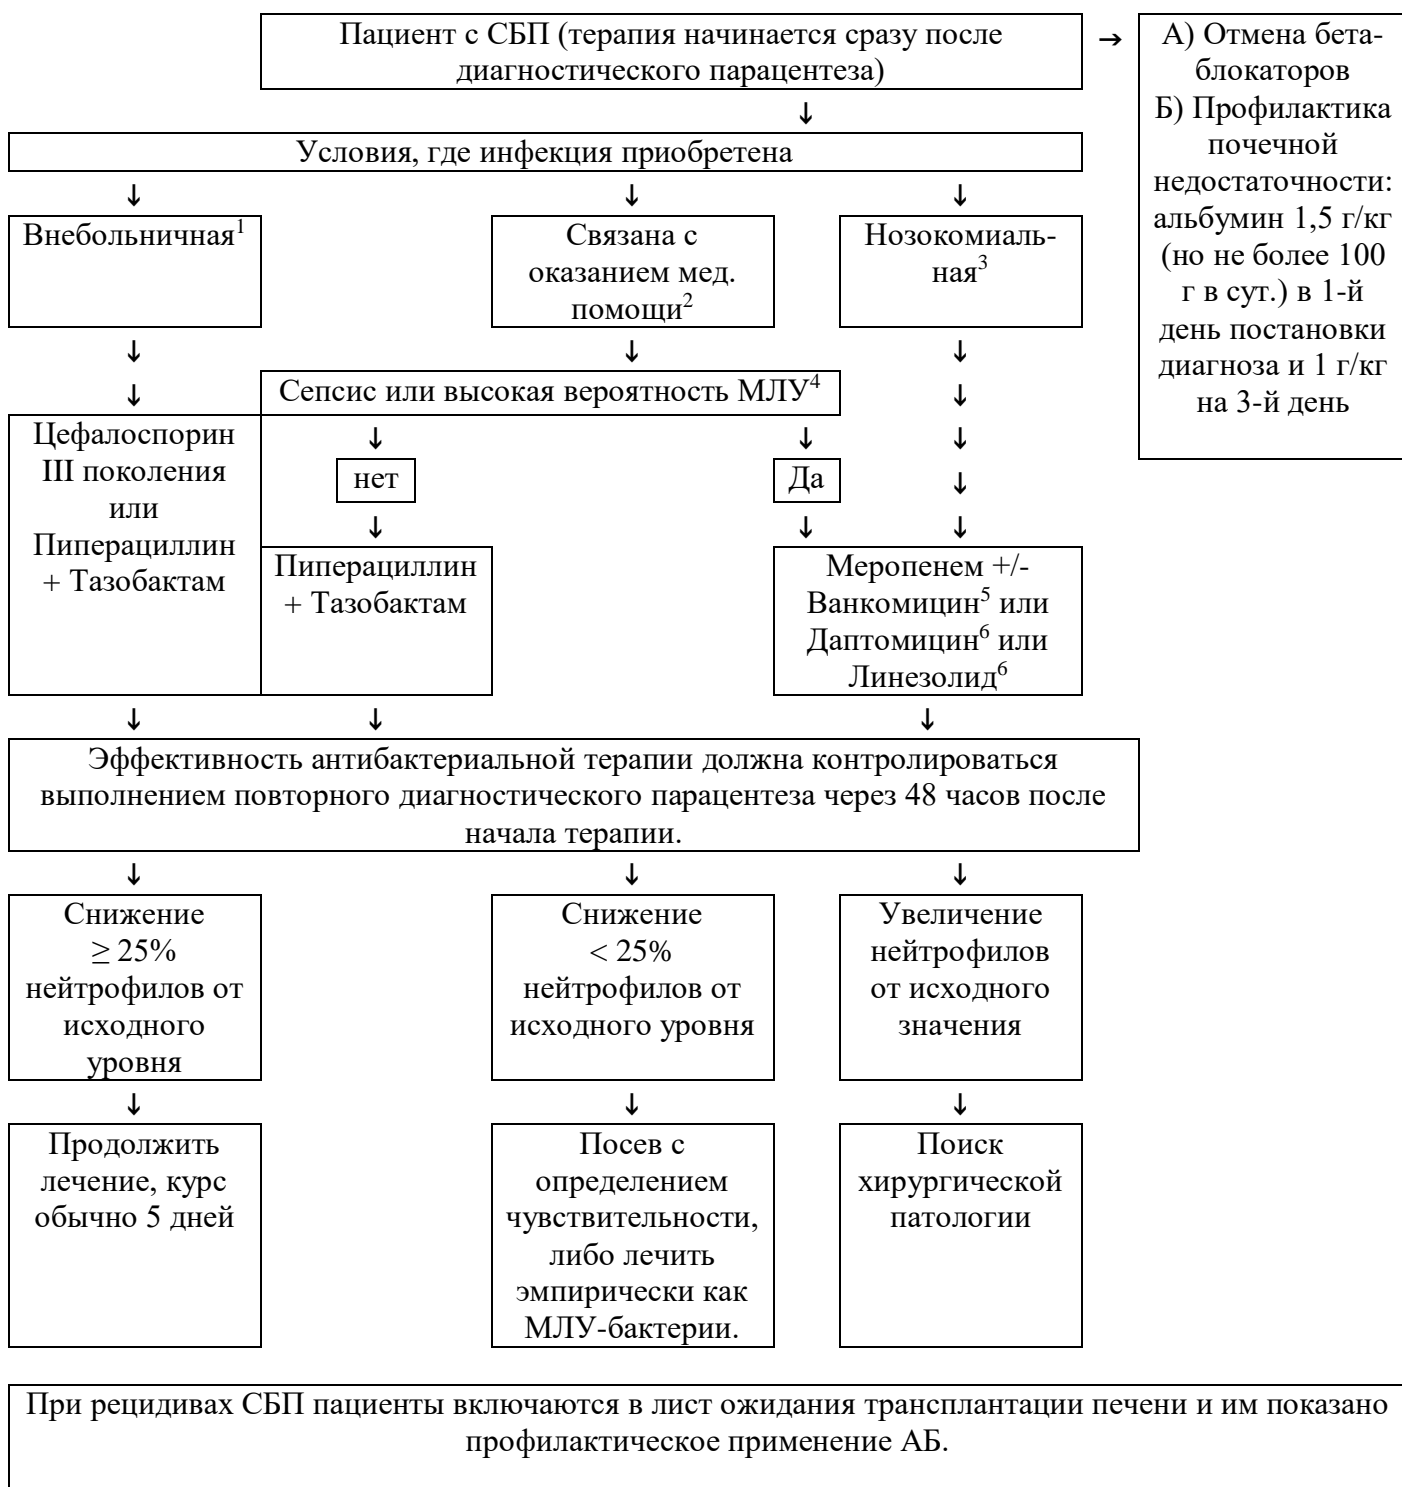 Пациент с СБП (терапия начинается сразу после
диагностического парацентеза)
→
А) Отмена бета-
блокаторов
Б) Профилактика
почечной
недостаточности:
альбумин 1,5 г/кг
(но не более 100
г в сут.) в 1-й
день постановки
диагноза и 1 г/кг
на 3-й день
↓
Условия, где инфекция приобретена
↓ ↓ ↓
Внебольничная¹
Связана с
оказанием мед.
помощи²
Нозокомиаль-
ная³
↓ ↓ ↓
↓
Сепсис или высокая вероятность МЛУ⁴
↓
Цефалоспорин
III поколения
или
Пиперациллин
+ Тазобактам
↓ ↓ ↓
нет
Да
↓
↓ ↓ ↓
Пиперациллин
+ Тазобактам
Меропенем +/-
Ванкомицин⁵ или
Даптомицин⁶ или
Линезолид⁶
↓ ↓ ↓
Эффективность антибактериальной терапии должна контролироваться
выполнением повторного диагностического парацентеза через 48 часов после
начала терапии.
↓ ↓ ↓
Снижение
≥ 25%
нейтрофилов от
исходного
уровня
Снижение
< 25%
нейтрофилов от
исходного уровня
Увеличение
нейтрофилов
от исходного
значения
↓ ↓ ↓
Продолжить
лечение, курс
обычно 5 дней
Посев с
определением
чувствительности,
либо лечить
эмпирически как
МЛУ-бактерии.
Поиск
хирургической
патологии
При рецидивах СБП пациенты включаются в лист ожидания трансплантации печени и им показано
профилактическое применение АБ.